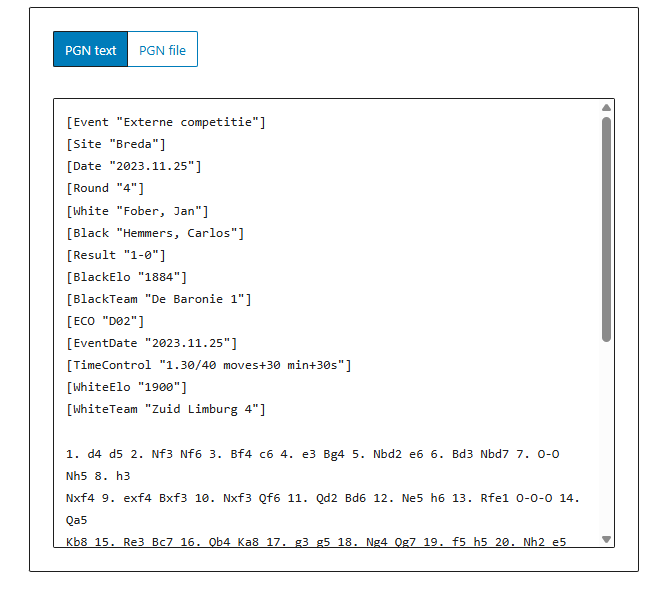 PGN text PGN file
[Event "Externe competitie"]
[Site "Breda"]
[Date "2023.11.25"]
[Round "4"]
[White "Fober, Jan"]
[Black "Hemmers, Carlos"]
[Result "1-0"]
[BlackElo "1884"]
[BlackTeam "De Baronie 1"]
[ECO "D02"]
[EventDate "2023.11.25"]
[TimeControl "1.30/40 moves+30 min+30s"]
[WhiteElo "1900"]
[WhiteTeam "Zuid Limburg 4"]
1. d4 d5 2. Nf3 Nf6 3. Bf4 c6 4. e3 Bg4 5. Nbd2 e6 6. Bd3 Nbd7 7. O-O
Nh5 8. h3
Nxf4 9. exf4 Bxf3 10. Nxf3 Qf6 11. Qd2 Bd6 12. Ne5 h6 13. Rfe1 O-O-O 14.
Qa5
Kb8 15. Re3 Bc7 16. Qb4 Ka8 17. g3 g5 18. Ng4 Qg7 19. f5 h5 20. Nh2 e5